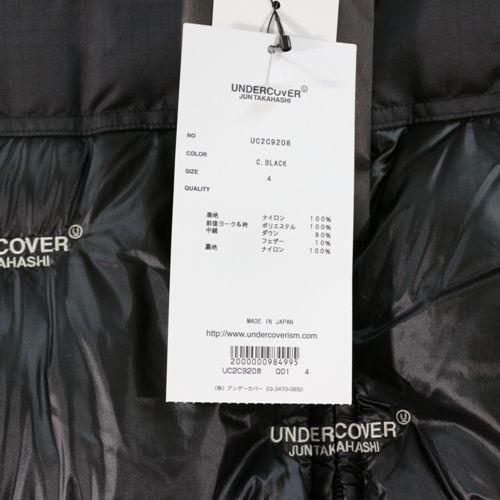 UNDERCOVER
JUN TAKAHASHI
NO UC2C9208
COLOR C.BLACK
SIZE 4
QUALITY
表地 ナイロン 100%
前後ヨーク&衿 ポリエステル 100%
中綿 ダウン 90%
フェザー 10%
裏地 ナイロン 100%
MADE IN JAPAN
http://www.undercoverism.com
2000000984995
UC2C9208 Q01 4
(株) アンダーカバー 03-3470-0850
COVER
KAHASHI
UNDERCOVER
JUNTAKAHASHI